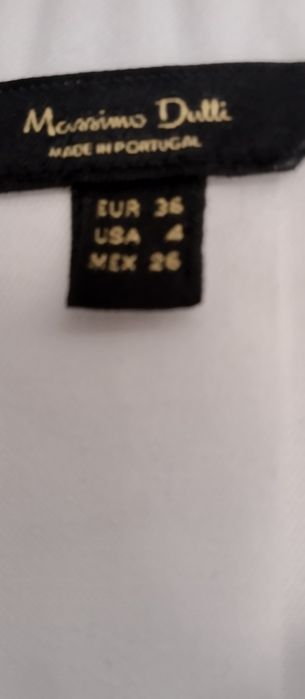 Massimo Dutti
MADE IN PORTUGAL
EUR 36
USA 4
MEX 26